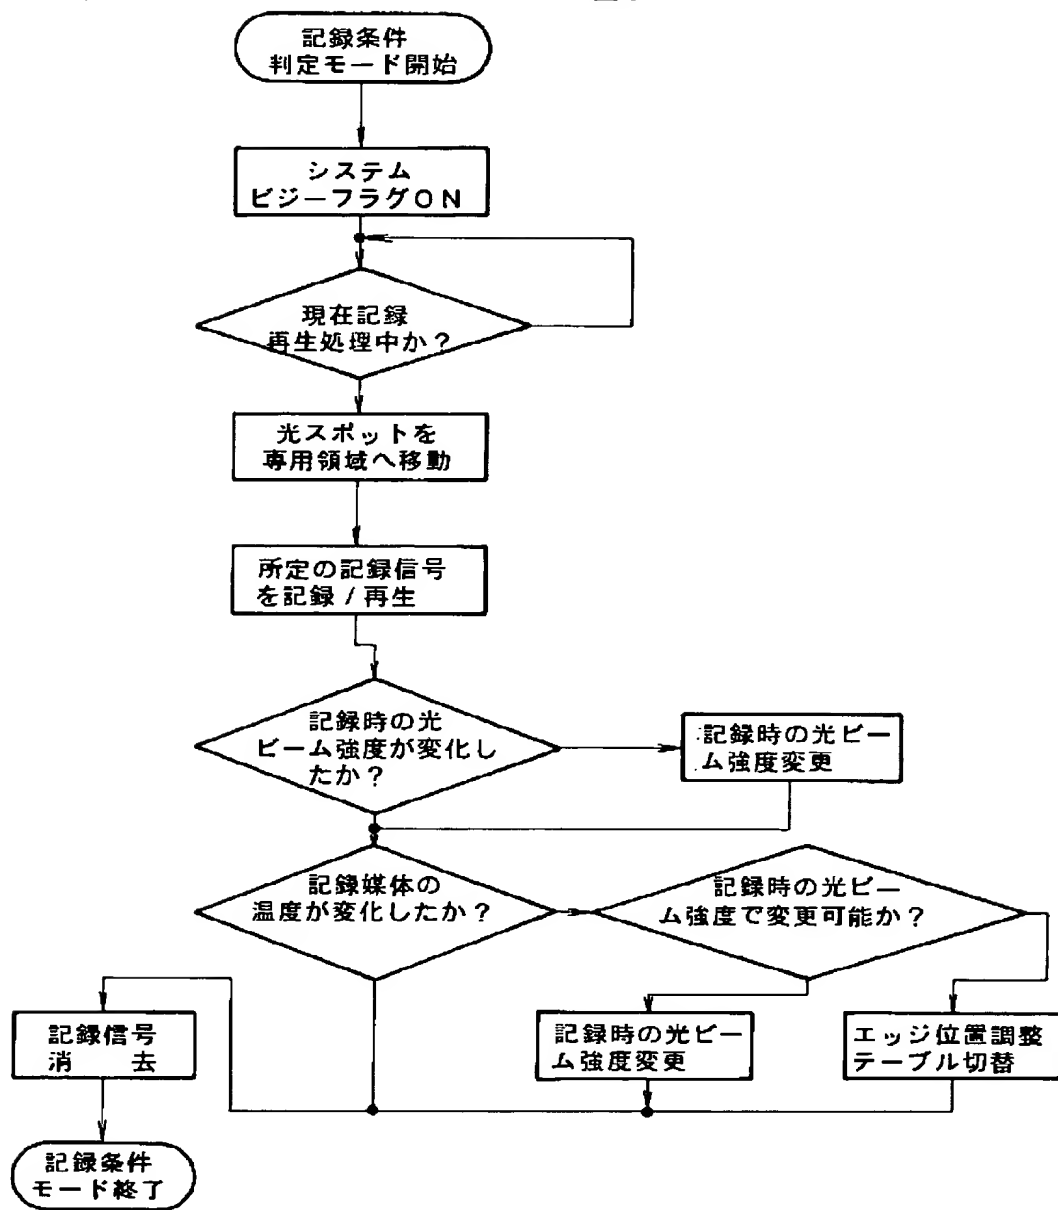 記録条件
判定モード開始
システム
ビジーフラグON
現在記録
再生処理中か？
光スポットを
専用領域へ移動
所定の記録信号
を記録／再生
記録時の光
ビーム強度が変化し
たか？
記録時の光ビー
ム強度変更
記録媒体の
温度が変化したか？
記録時の光ビー
ム強度で変更可能か？
記録信号
消　　去
記録時の光ビー
ム強度変更
エッジ位置調整
テーブル切替
記録条件
モード終了